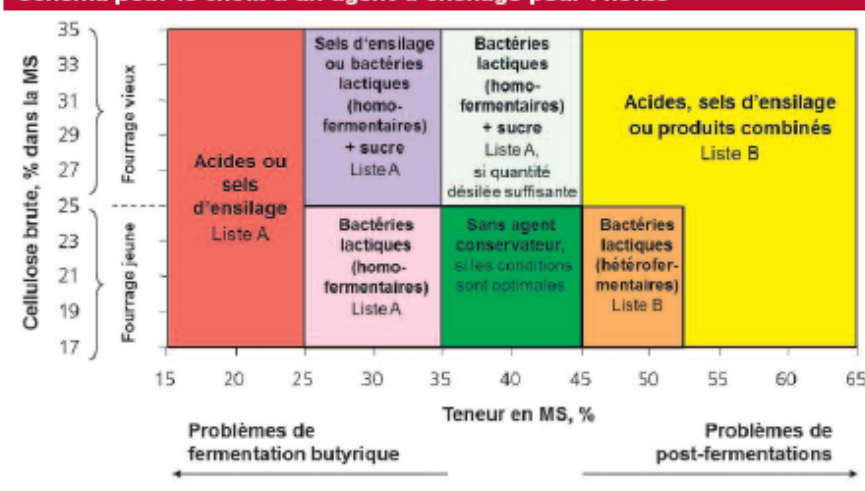 35
33
31
29
27
25
23
21
19
17
Cellulose brute, % dans la MS
Fourrage vieux
Fourrage jeune
Acides ou
sels
d'ensilage
Liste A
Sels d'ensilage
ou bactéries
lactiques
(homo-
fermentaires)
+ sucre
Liste A
Bactéries
lactiques
(homo-
fermentaires)
+ sucre
Liste A,
si quantité
désilée suffisante
Acides, sels d'ensilage
ou produits combinés
Liste B
Bactéries
lactiques
(homo-
fermentaires)
Liste A
Sans agent
conservateur,
si les conditions
sont optimales
Bactéries
lactiques
(hétérofer-
mentaires)
Liste B
15 20 25 30 35 40 45 50 55 60 65
Teneur en MS, %
Problèmes de
fermentation butyrique
Problèmes de
post-fermentations